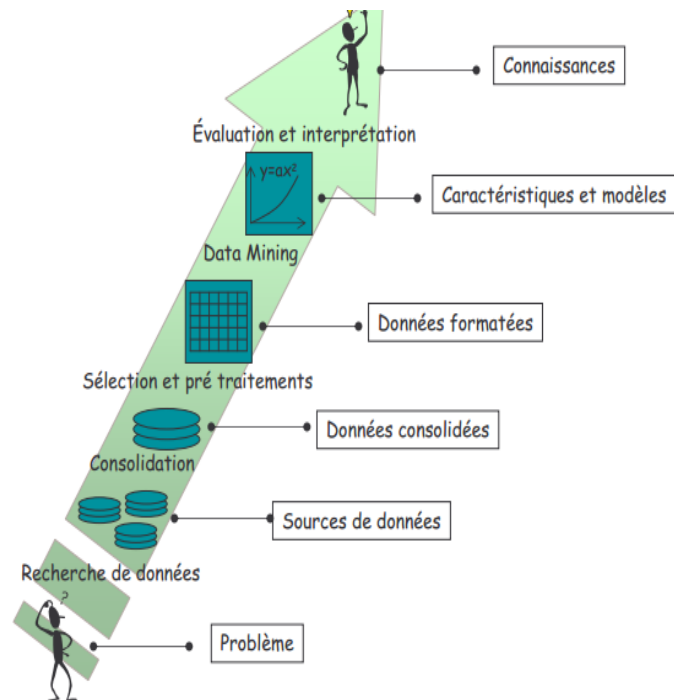 Connaissances
Évaluation et interprétation
y=ax²
Caractéristiques et modèles
Data Mining
Données formatées
Sélection et pré traitements
Données consolidées
Consolidation
Sources de données
Recherche de données
?
Problème